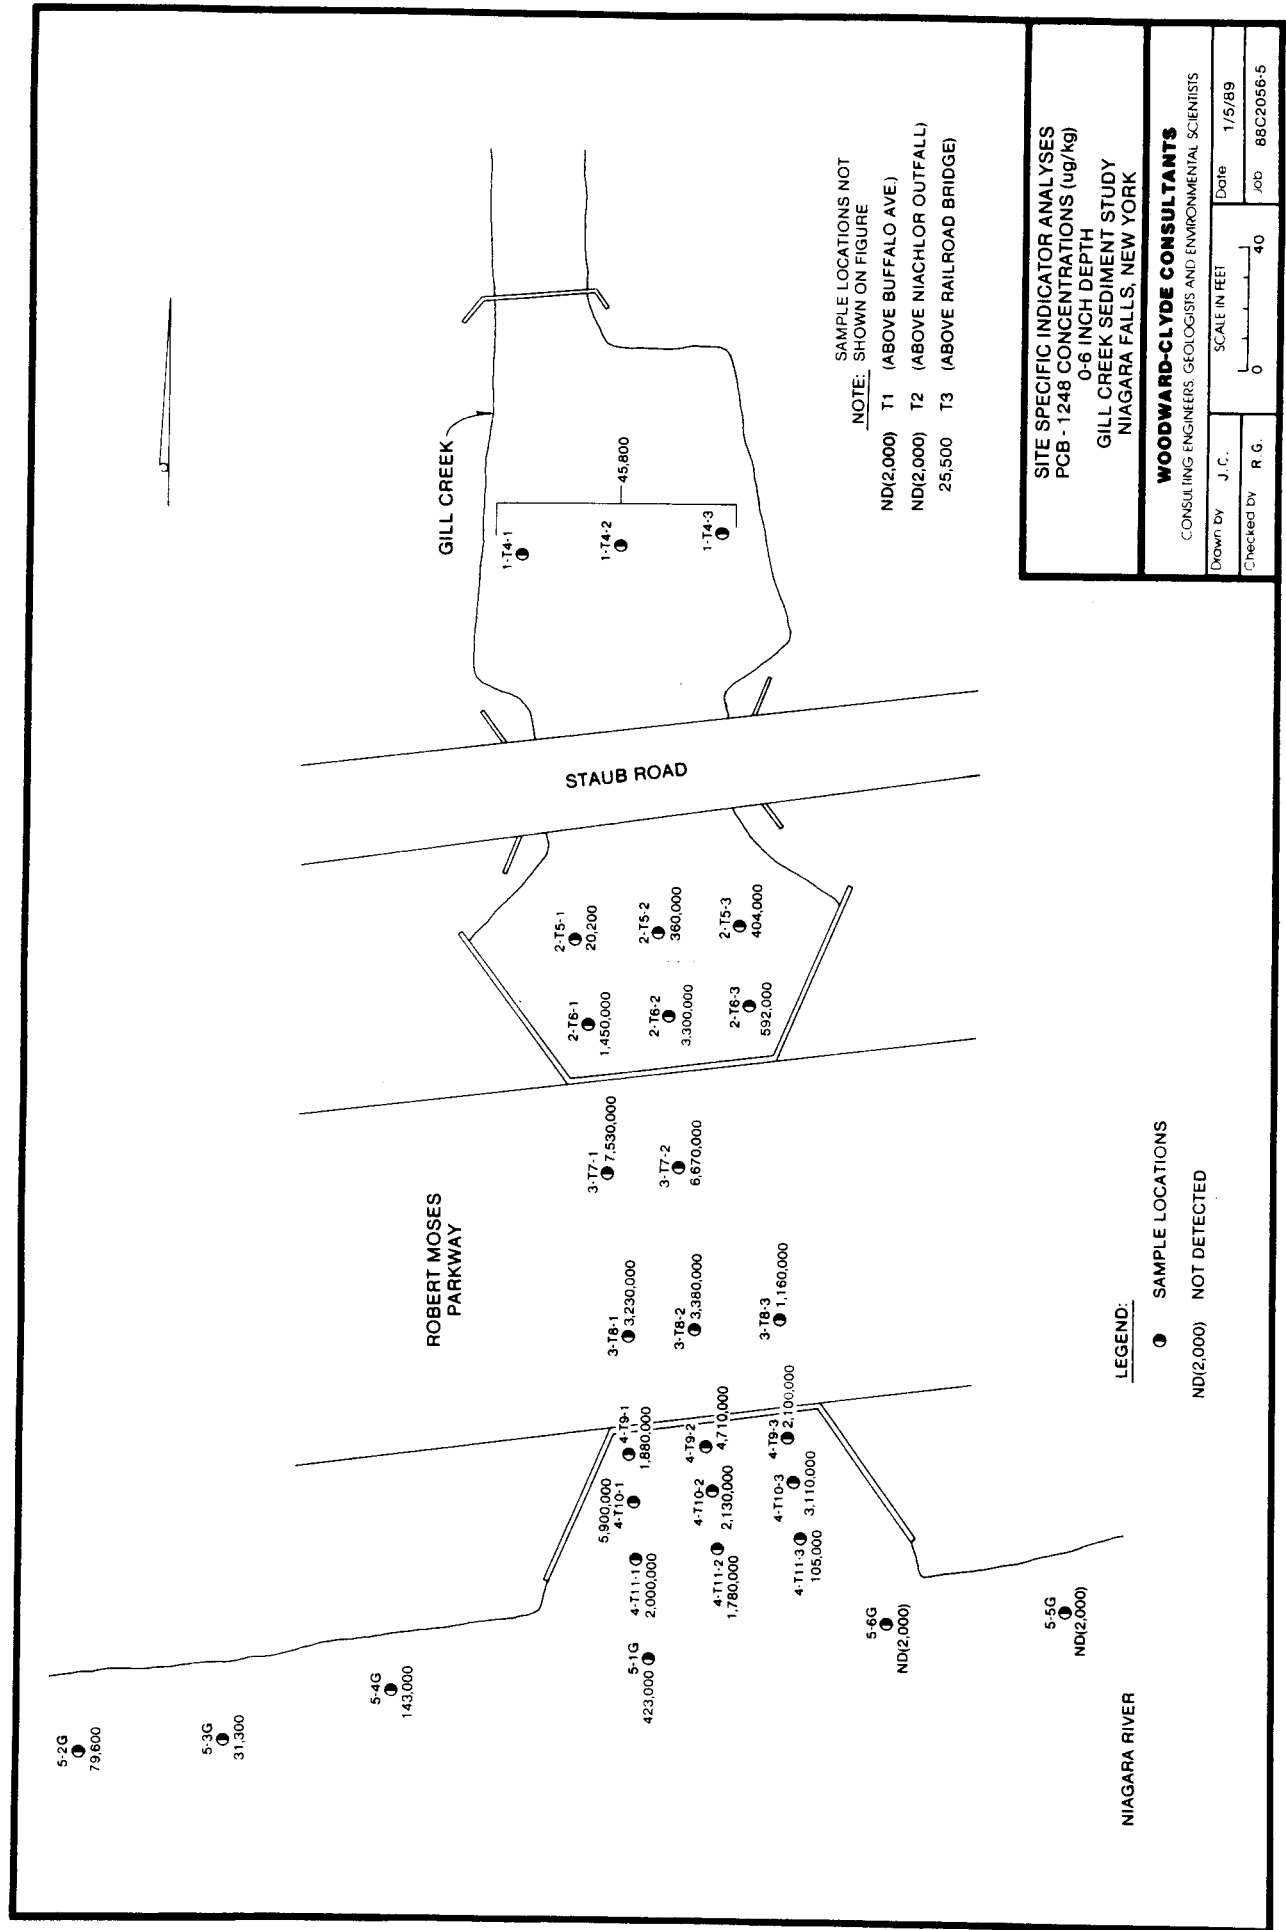 GILL CREEK
1-T4-1
1-T4-2
45,800
1-T4-3
STAUB ROAD
2-T5-1
20,200
2-T5-2
360,000
2-T5-3
404,000
2-T6-1
1,450,000
2-T6-2
3,300,000
2-T6-3
592,000
ROBERT MOSES
PARKWAY
3-T7-1
7,530,000
3-T7-2
6,670,000
3-T8-1
3,230,000
3-T8-2
3,380,000
3-T8-3
1,160,000
4-T9-1
1,880,000
4-T9-2
4,710,000
4-T9-3
2,100,000
5,900,000
4-T10-1
4-T10-2
2,130,000
4-T10-3
3,110,000
4-T11-1
2,000,000
4-T11-2
1,780,000
4-T11-3
105,000
5-1G
423,000
5-2G
79,600
5-3G
31,300
5-4G
143,000
5-6G
ND(2,000)
5-5G
ND(2,000)
NIAGARA RIVER
LEGEND:
SAMPLE LOCATIONS
ND(2,000) NOT DETECTED
NOTE: SAMPLE LOCATIONS NOT
SHOWN ON FIGURE
ND(2,000) T1 (ABOVE BUFFALO AVE.)
ND(2,000) T2 (ABOVE NIACHLOR OUTFALL)
25,500 T3 (ABOVE RAILROAD BRIDGE)
SITE SPECIFIC INDICATOR ANALYSES
PCB - 1248 CONCENTRATIONS (ug/kg)
0-6 INCH DEPTH
GILL CREEK SEDIMENT STUDY
NIAGARA FALLS, NEW YORK
WOODWARD-CLYDE CONSULTANTS
CONSULTING ENGINEERS, GEOLOGISTS AND ENVIRONMENTAL SCIENTISTS
Drawn by J.C.
Checked by R.G.
SCALE IN FEET
0 40
Date 1/5/89
Job 88C2056-5